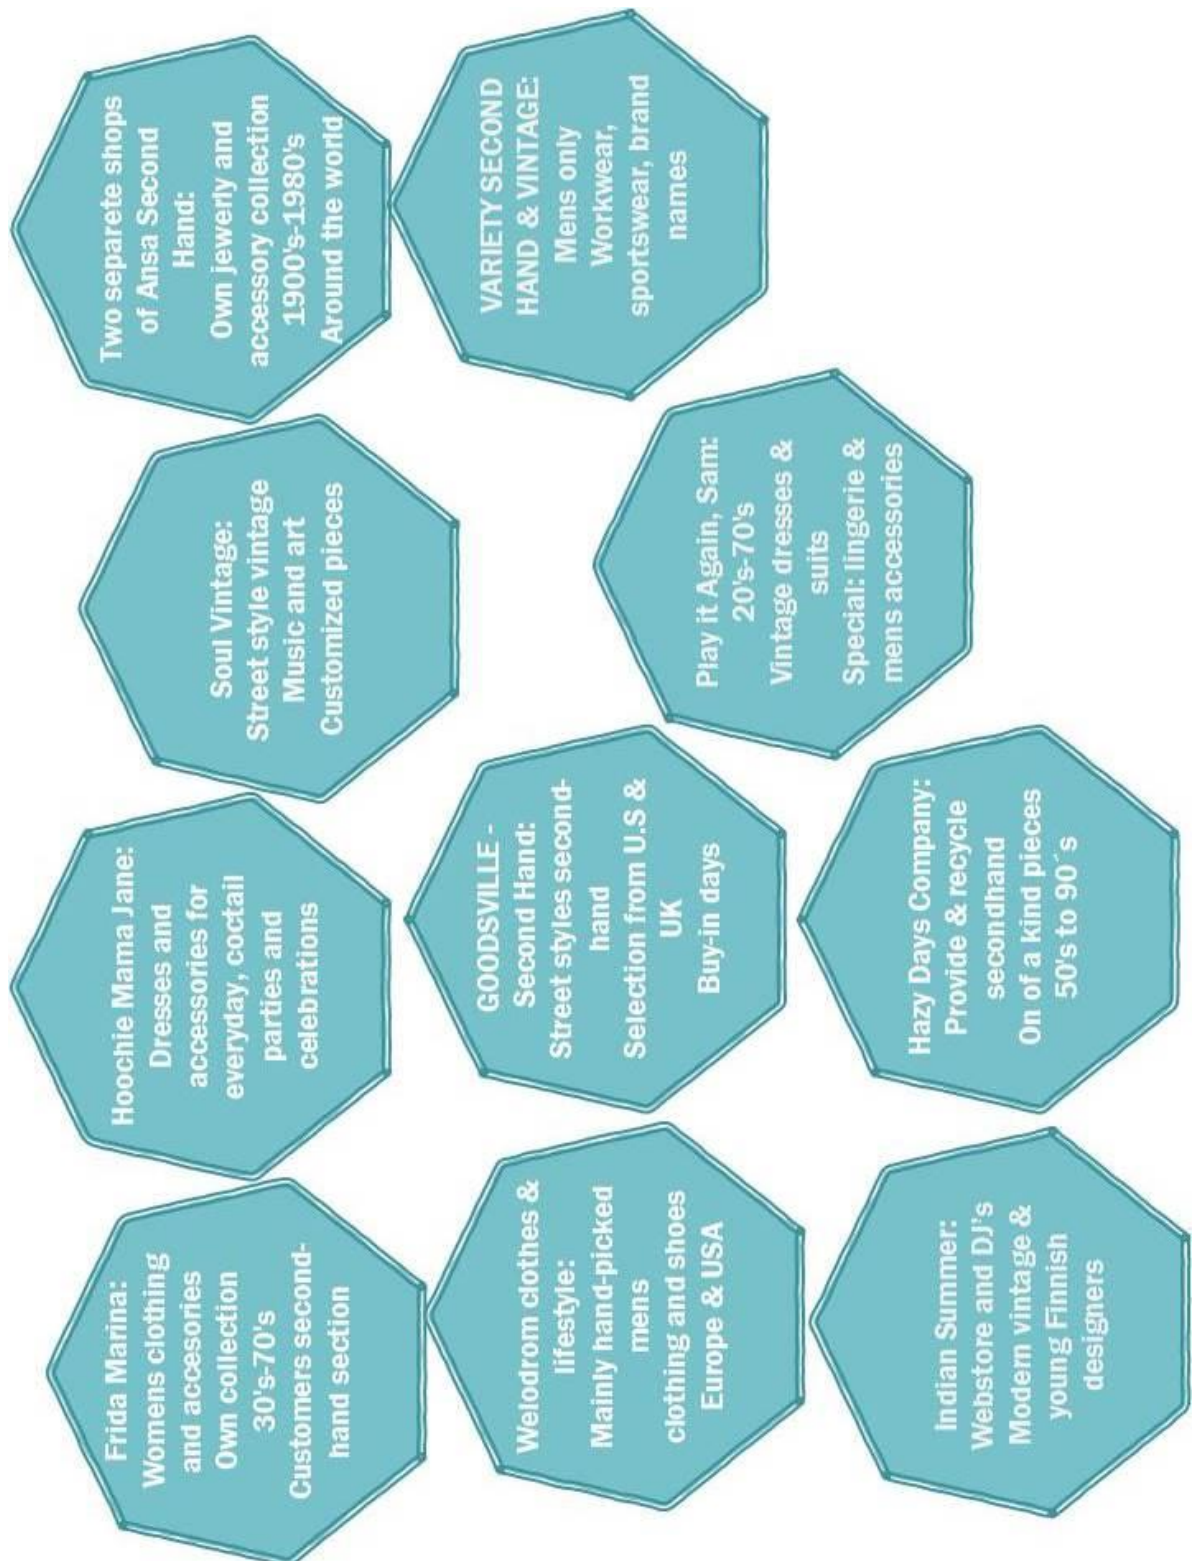 Frida Marina:
Womens clothing
and accesories
Own collection
30's-70's
Customers second-
hand section
Hoochie Mama Jane:
Dresses and
accessories for
everyday, coctail
parties and
celebrations
Soul Vintage:
Street style vintage
Music and art
Customized pieces
Two separete shops
of Ansa Second
Hand:
Own jewerly and
accessory collection
1900's-1980's
Around the world
Welodrom clothes &
lifestyle:
Mainly hand-picked
mens
clothing and shoes
Europe & USA
GOODSVILLE -
Second Hand:
Street styles second-
hand
Selection from U.S &
UK
Buy-in days
Play it Again, Sam:
20's-70's
Vintage dresses &
suits
Special: lingerie &
mens accessories
VARIETY SECOND
HAND & VINTAGE:
Mens only
Workwear,
sportswear, brand
names
Indian Summer:
Webstore and DJ's
Modern vintage &
young Finnish
designers
Hazy Days Company:
Provide & recycle
secondhand
On of a kind pieces
50's to 90´s